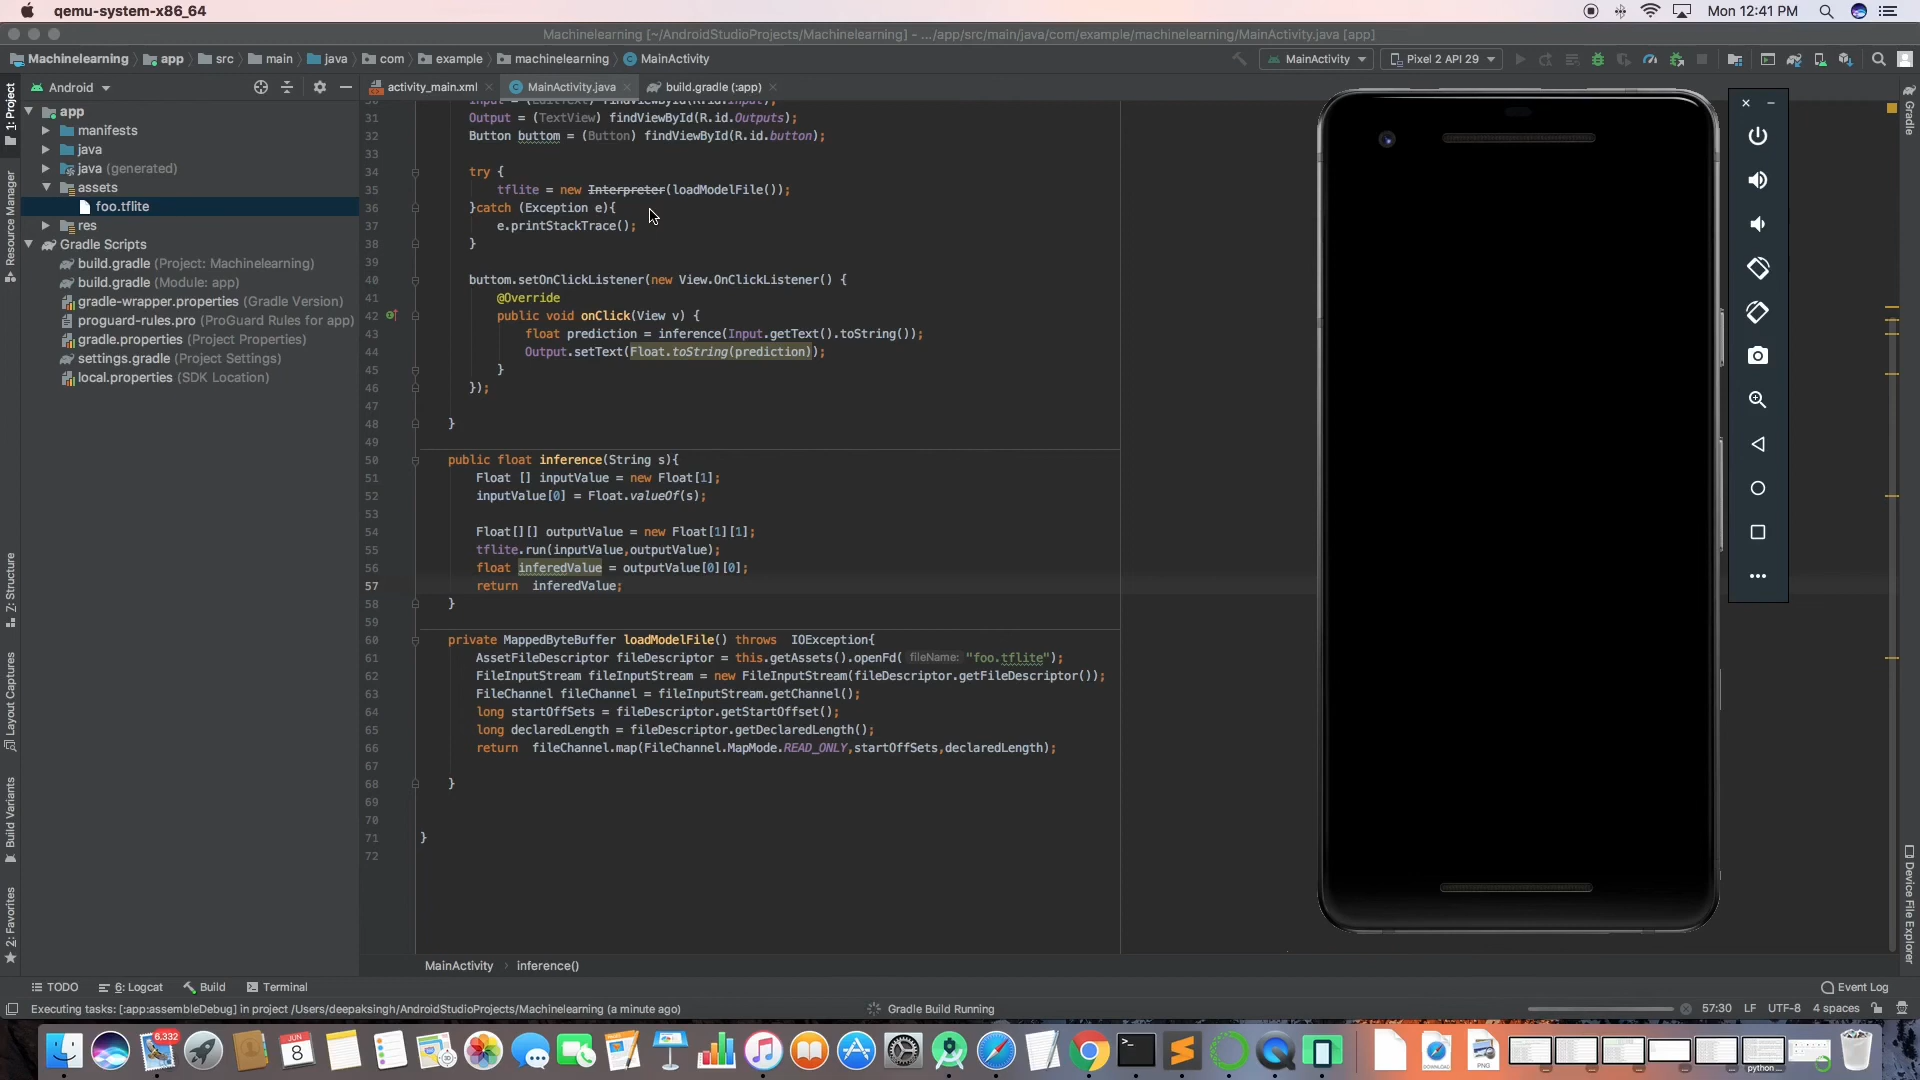 qemu-system-x86_64
Mon 12:41 PM
Machinelearning [~/AndroidStudioProjects/Machinelearning] - .../app/src/main/java/com/example/machinelearning/MainActivity.java [app]
Machinelearning app src main java com example machinelearning MainActivity
MainActivity
Pixel 2 API 29
Android
activity_main.xml
MainActivity.java
build.gradle (:app)
1: Project
Resource Manager
Z: Structure
Layout Captures
Build Variants
2: Favorites
Gradle
Device File Explorer
app
manifests
java
java (generated)
assets
foo.tflite
res
Gradle Scripts
build.gradle (Project: Machinelearning)
build.gradle (Module: app)
gradle-wrapper.properties (Gradle Version)
proguard-rules.pro (ProGuard Rules for app)
gradle.properties (Project Properties)
settings.gradle (Project Settings)
local.properties (SDK Location)
31 Output = (TextView) findViewById(R.id.Outputs);
32 Button buttom = (Button) findViewById(R.id.button);
33
34 try {
35 tflite = new Interpreter(loadModelFile());
36 }catch (Exception e){
37 e.printStackTrace();
38 }
39
40 buttom.setOnClickListener(new View.OnClickListener() {
41 @Override
42 public void onClick(View v) {
43 float prediction = inference(Input.getText().toString());
44 Output.setText(Float.toString(prediction));
45 }
46 });
47
48 }
49
50 public float inference(String s){
51 Float [] inputValue = new Float[1];
52 inputValue[0] = Float.valueOf(s);
53
54 Float[][] outputValue = new Float[1][1];
55 tflite.run(inputValue,outputValue);
56 float inferedValue = outputValue[0][0];
57 return inferedValue;
58 }
59
60 private MappedByteBuffer loadModelFile() throws IOException{
61 AssetFileDescriptor fileDescriptor = this.getAssets().openFd( fileName: "foo.tflite");
62 FileInputStream fileInputStream = new FileInputStream(fileDescriptor.getFileDescriptor());
63 FileChannel fileChannel = fileInputStream.getChannel();
64 long startOffSets = fileDescriptor.getStartOffset();
65 long declaredLength = fileDescriptor.getDeclaredLength();
66 return fileChannel.map(FileChannel.MapMode.READ_ONLY,startOffSets,declaredLength);
67
68 }
69
70
71 }
72
MainActivity › inference()
TODO
6: Logcat
Build
Terminal
Event Log
Executing tasks: [:app:assembleDebug] in project /Users/deepaksingh/AndroidStudioProjects/Machinelearning (a minute ago)
Gradle Build Running
57:30 LF UTF-8 4 spaces
6,332
JUN
8
DOWNLOAD
PNG
python ...